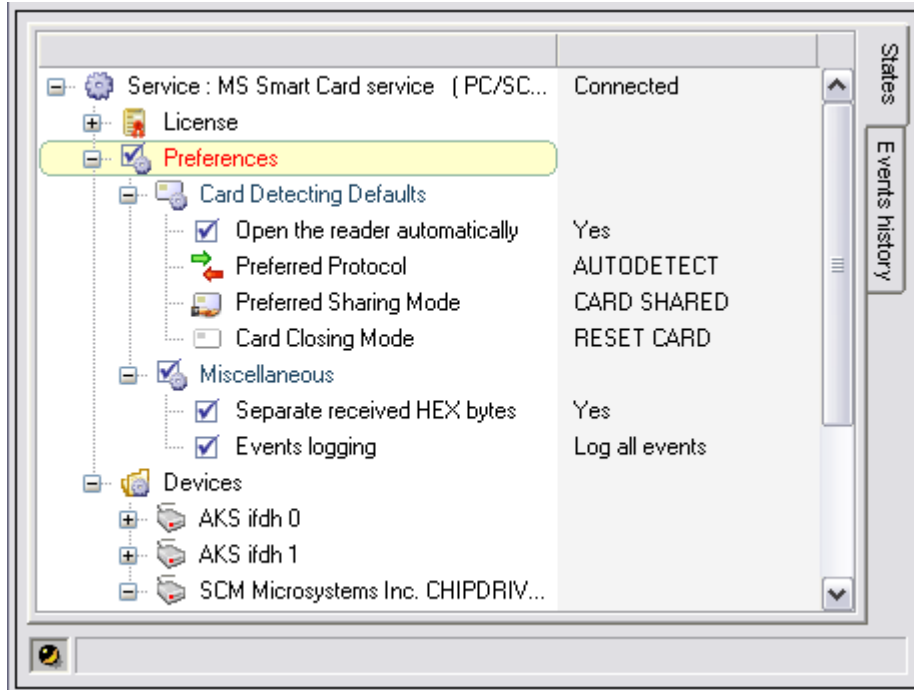 Service : MS Smart Card service ( PC/SC... Connected
License
Preferences
Card Detecting Defaults
Open the reader automatically Yes
Preferred Protocol AUTODETECT
Preferred Sharing Mode CARD SHARED
Card Closing Mode RESET CARD
Miscellaneous
Separate received HEX bytes Yes
Events logging Log all events
Devices
AKS ifdh 0
AKS ifdh 1
SCM Microsystems Inc. CHIPDRIV...
States
Events history